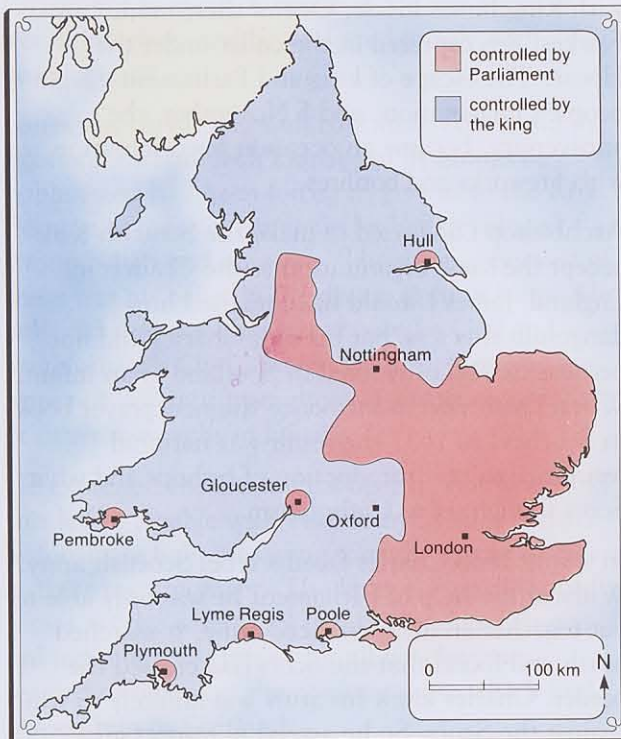 controlled by
Parliament
controlled by
the king
Hull
Nottingham
Gloucester
Oxford
Pembroke
London
Lyme Regis
Poole
Plymouth
0 100 km
N